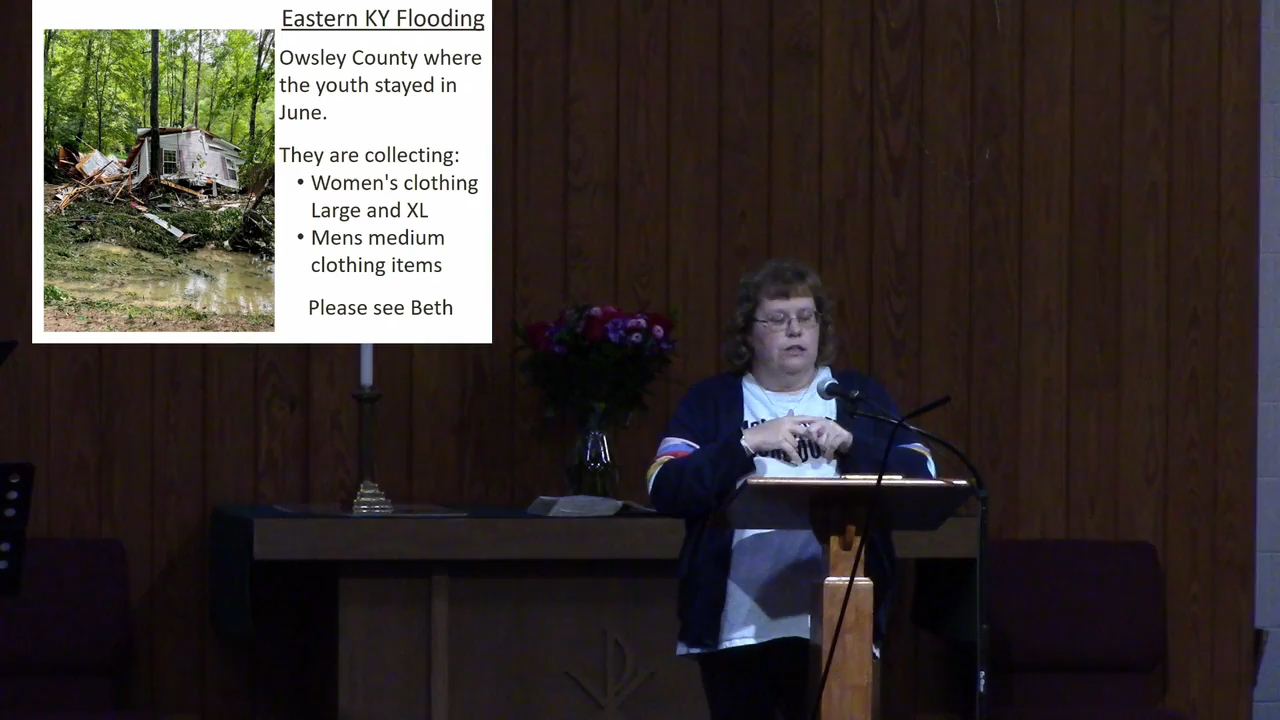 Eastern KY Flooding
Owsley County where
the youth stayed in
June.
They are collecting:
• Women's clothing
Large and XL
• Mens medium
clothing items
Please see Beth